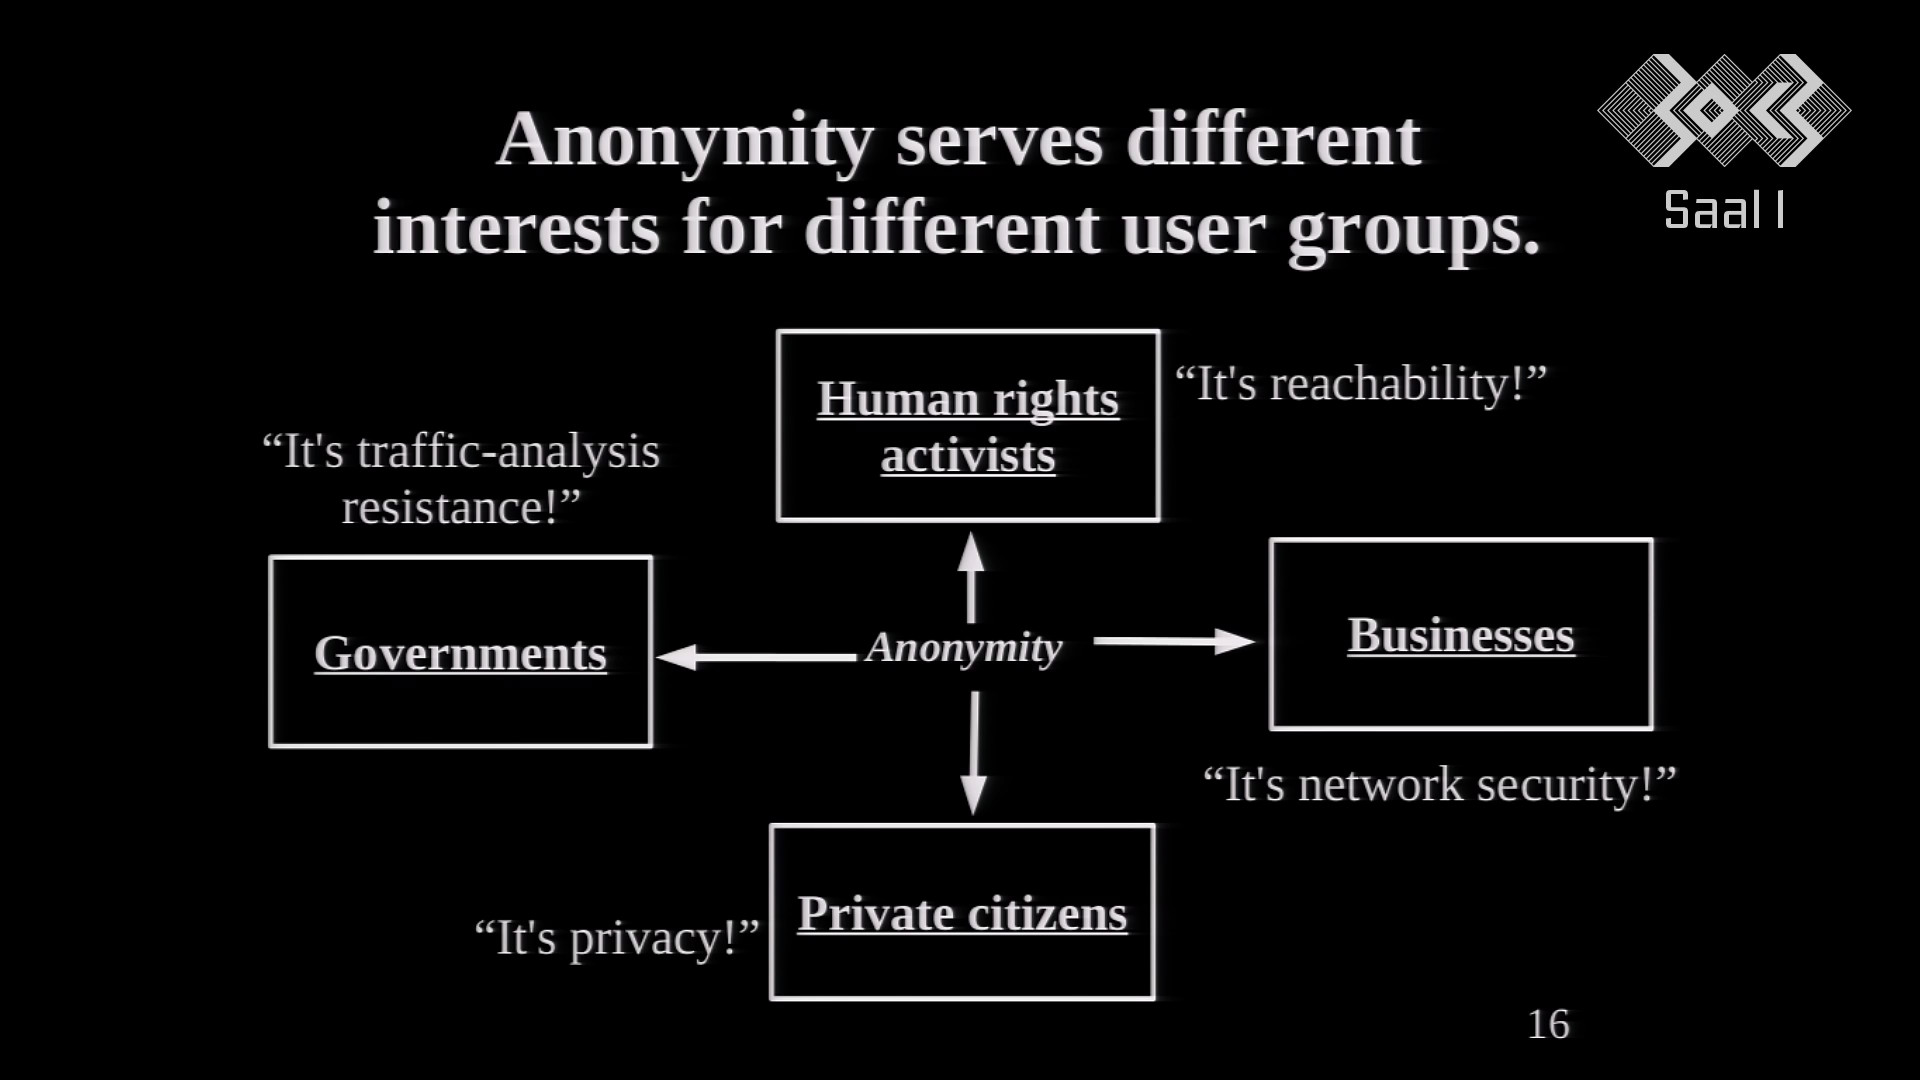 Anonymity serves different
interests for different user groups.
Saal 1
Human rights
activists
“It's reachability!”
“It's traffic-analysis
resistance!”
Governments
Anonymity
Businesses
“It's network security!”
Private citizens
“It's privacy!”
16